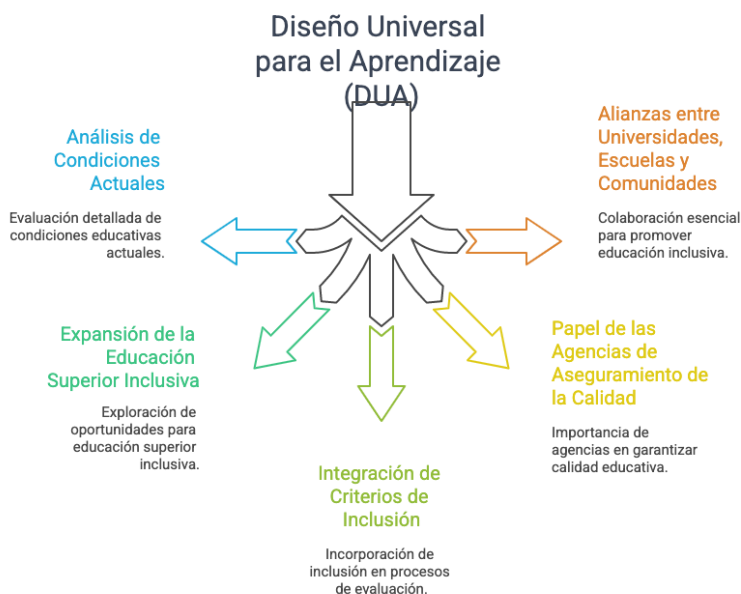 Diseño Universal
para el Aprendizaje
(DUA)
Análisis de
Condiciones
Actuales
Evaluación detallada de
condiciones educativas
actuales.
Alianzas entre
Universidades,
Escuelas y
Comunidades
Colaboración esencial
para promover
educación inclusiva.
Expansión de la
Educación
Superior Inclusiva
Exploración de
oportunidades para
educación superior
inclusiva.
Papel de las
Agencias de
Aseguramiento de
la Calidad
Importancia de
agencias en garantizar
calidad educativa.
Integración de
Criterios de
Inclusión
Incorporación de
inclusión en procesos
de evaluación.